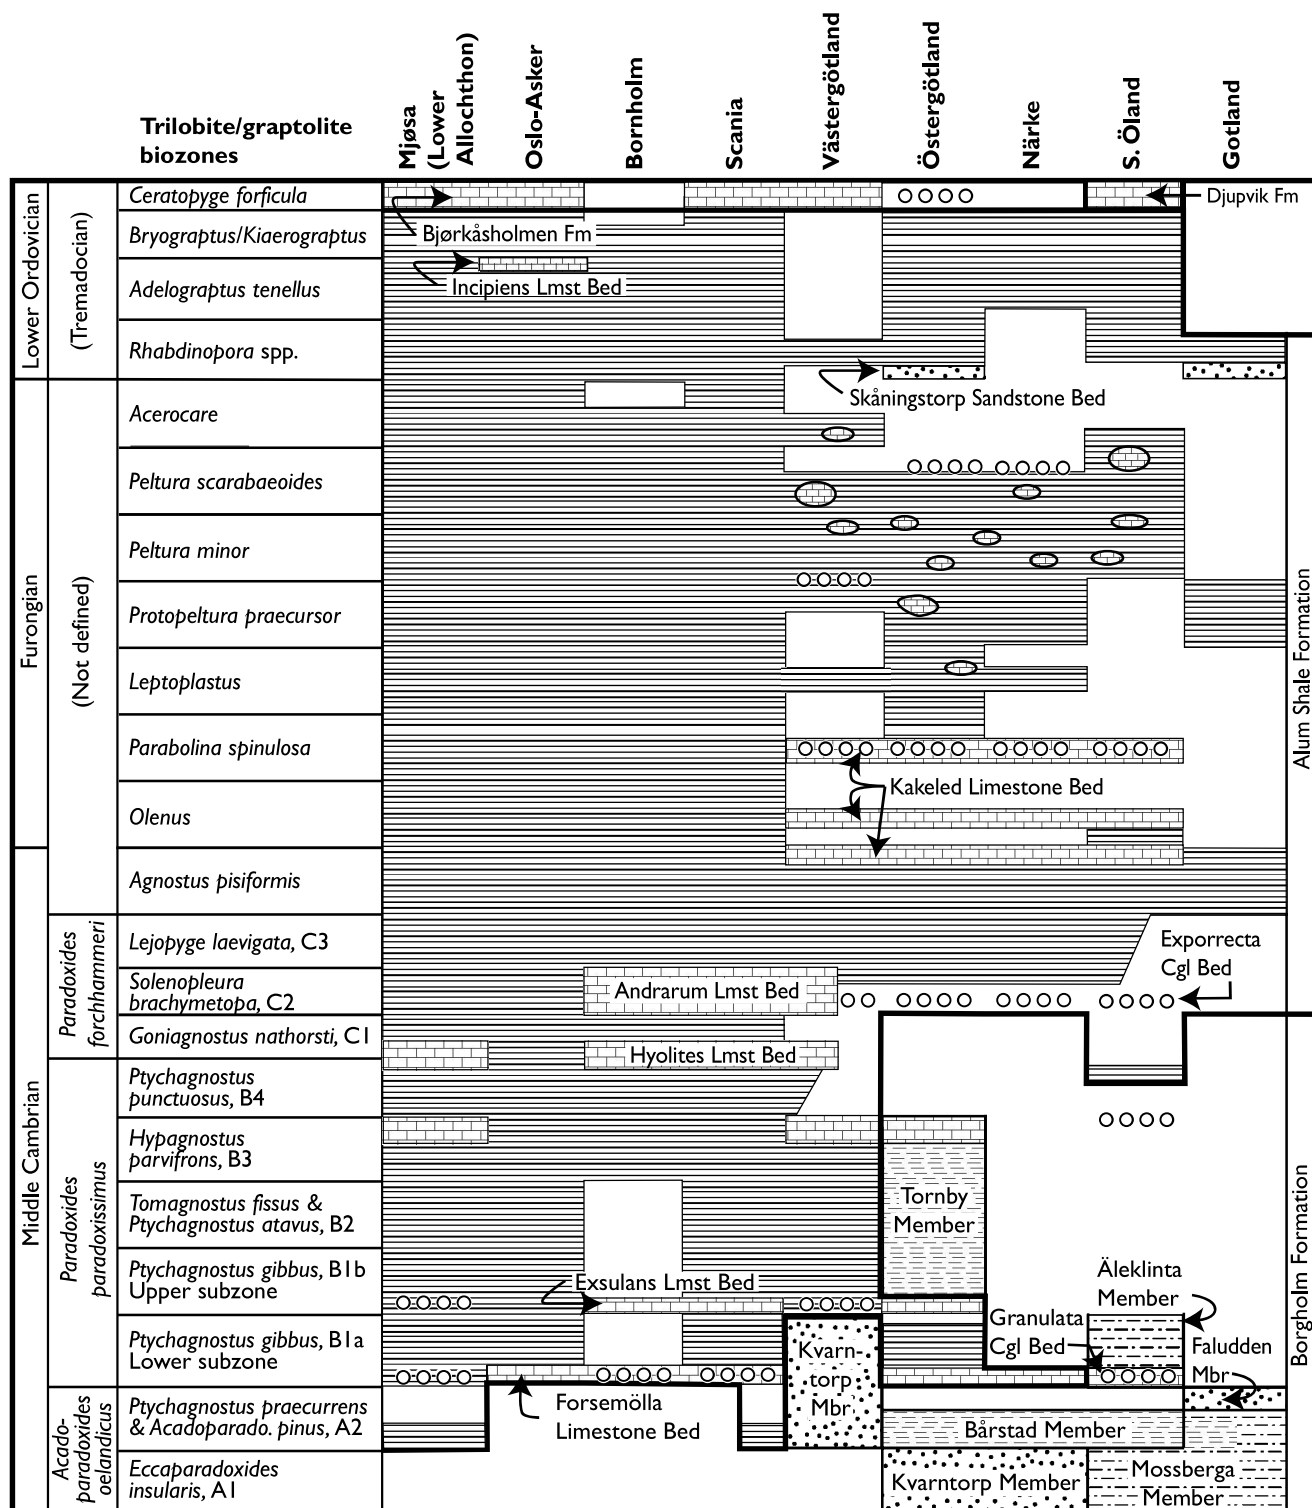 Trilobite/graptolite
biozones
Mjøsa
(Lower
Allochthon)
Oslo-Asker
Bornholm
Scania
Västergötland
Östergötland
Närke
S. Öland
Gotland
Lower Ordovician
(Tremadocian)
Furongian
(Not defined)
Middle Cambrian
Paradoxides
forchhammeri
Paradoxides
paradoxissimus
Acado-
paradoxides
oelandicus
Ceratopyge forficula
Bryograptus/Kiaerograptus
Adelograptus tenellus
Rhabdinopora spp.
Acerocare
Peltura scarabaeoides
Peltura minor
Protopeltura praecursor
Leptoplastus
Parabolina spinulosa
Olenus
Agnostus pisiformis
Lejopyge laevigata, C3
Solenopleura
brachymetopa, C2
Goniagnostus nathorsti, C1
Ptychagnostus
punctuosus, B4
Hypagnostus
parvifrons, B3
Tomagnostus fissus &
Ptychagnostus atavus, B2
Ptychagnostus gibbus, B1b
Upper subzone
Ptychagnostus gibbus, B1a
Lower subzone
Ptychagnostus praecurrens
& Acadoparado. pinus, A2
Eccaparadoxides
insularis, A1
Djupvik Fm
Bjørkåsholmen Fm
Incipiens Lmst Bed
Skåningstorp Sandstone Bed
Kakeled Limestone Bed
Exporrecta
Cgl Bed
Andrarum Lmst Bed
Hyolites Lmst Bed
Tornby
Member
Exsulans Lmst Bed
Äleklinta
Member
Granulata
Cgl Bed
Faludden
Mbr
Kvarn-
torp
Mbr
Forsemölla
Limestone Bed
Bårstad Member
Kvarntorp Member
Mossberga
Member
Alum Shale Formation
Borgholm Formation